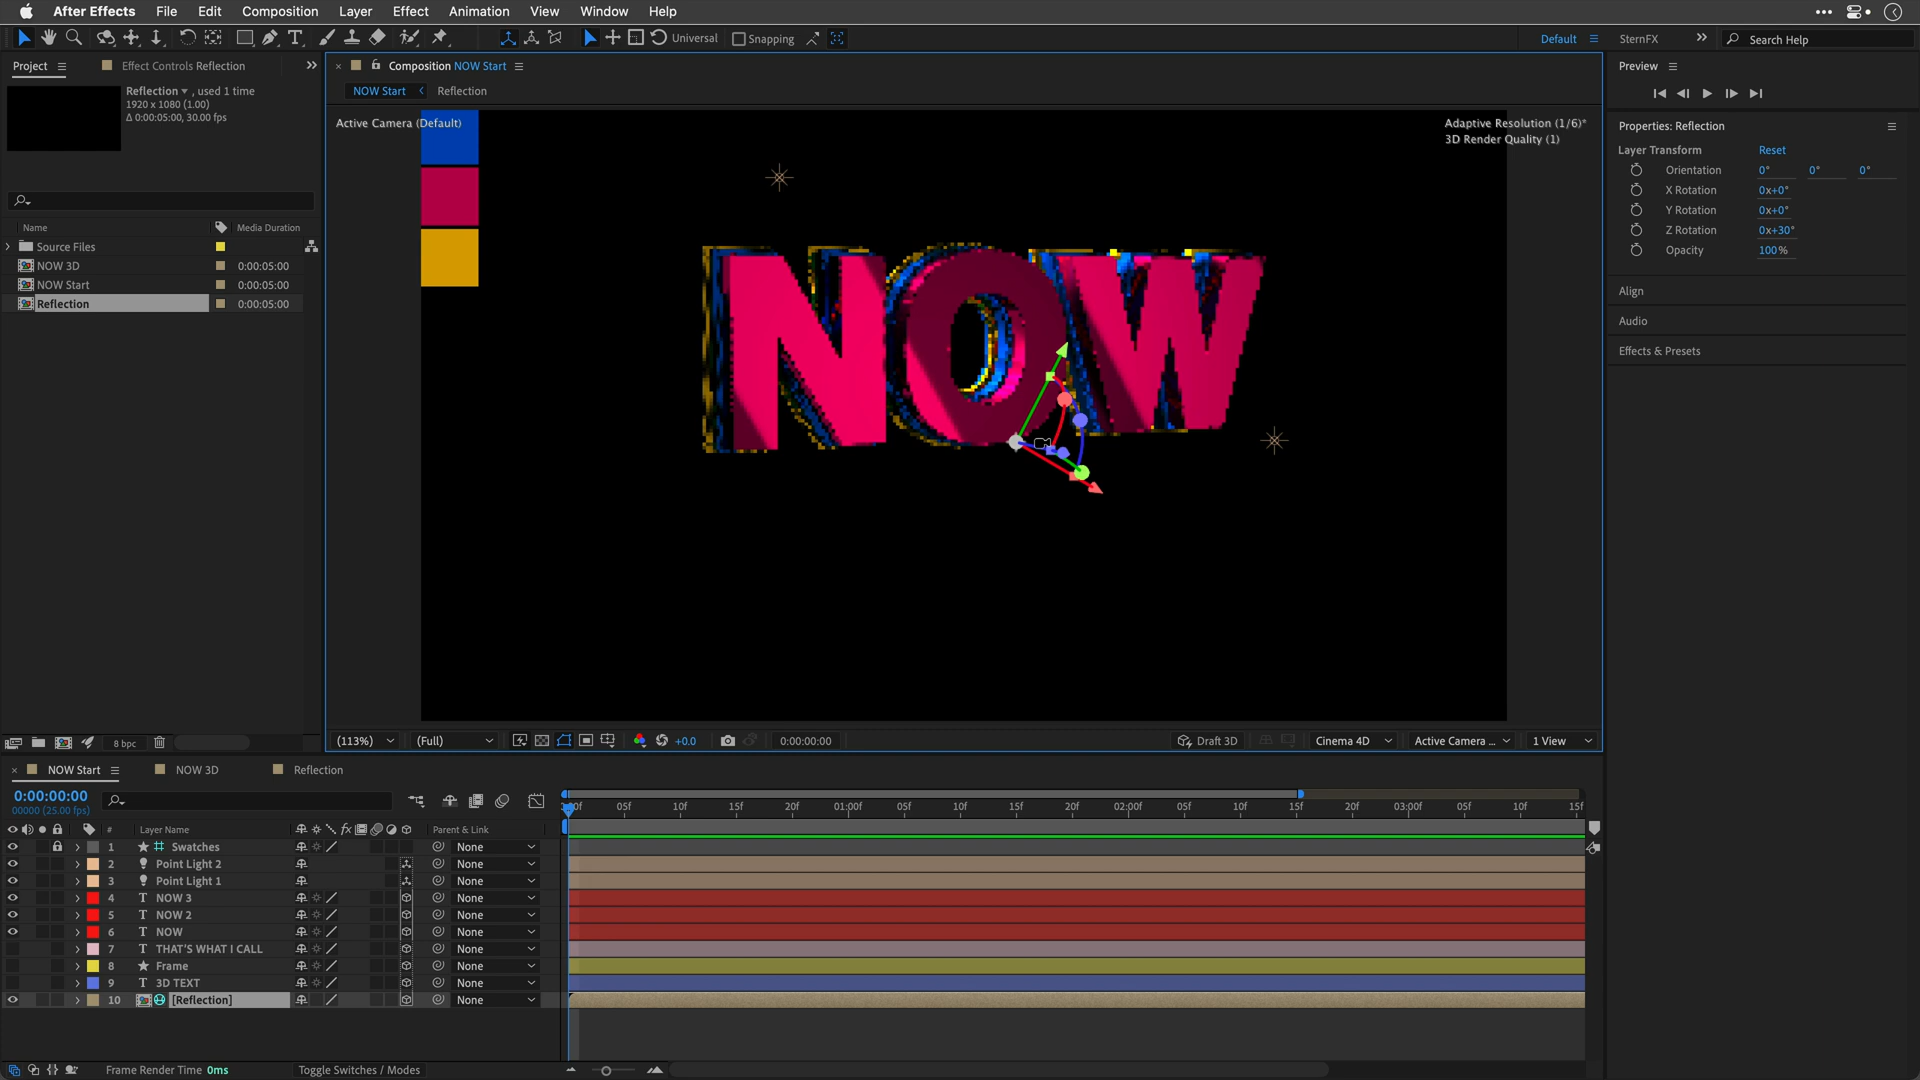 After Effects File Edit Composition Layer Effect Animation View Window Help
Universal Snapping Default SternFX Search Help
Project Effect Controls Reflection
Composition NOW Start
Preview
Reflection , used 1 time
1920 x 1080 (1.00)
Δ 0:00:05:00, 30.00 fps
NOW Start Reflection
Active Camera (Default)
Adaptive Resolution (1/6)*
3D Render Quality (1)
Properties: Reflection
Layer Transform Reset
Orientation 0° 0° 0°
X Rotation 0x+0°
Y Rotation 0x+0°
Z Rotation 0x+30°
Opacity 100%
Align
Audio
Effects & Presets
Name Media Duration
Source Files
NOW 3D 0:00:05:00
NOW Start 0:00:05:00
Reflection 0:00:05:00
NOW
8 bpc
(113%) (Full) +0.0 0:00:00:00 Draft 3D Cinema 4D Active Camera ... 1 View
NOW Start NOW 3D Reflection
0:00:00:00
00000 (25.00 fps)
05f 10f 15f 20f 01:00f 05f 10f 15f 20f 02:00f 05f 10f 15f 20f 03:00f 05f 10f 15f
# Layer Name fx Parent & Link
1 Swatches None
2 Point Light 2 None
3 Point Light 1 None
4 T NOW 3 None
5 T NOW 2 None
6 T NOW None
7 T THAT'S WHAT I CALL None
8 Frame None
9 T 3D TEXT None
10 [Reflection] None
Frame Render Time 0ms Toggle Switches / Modes